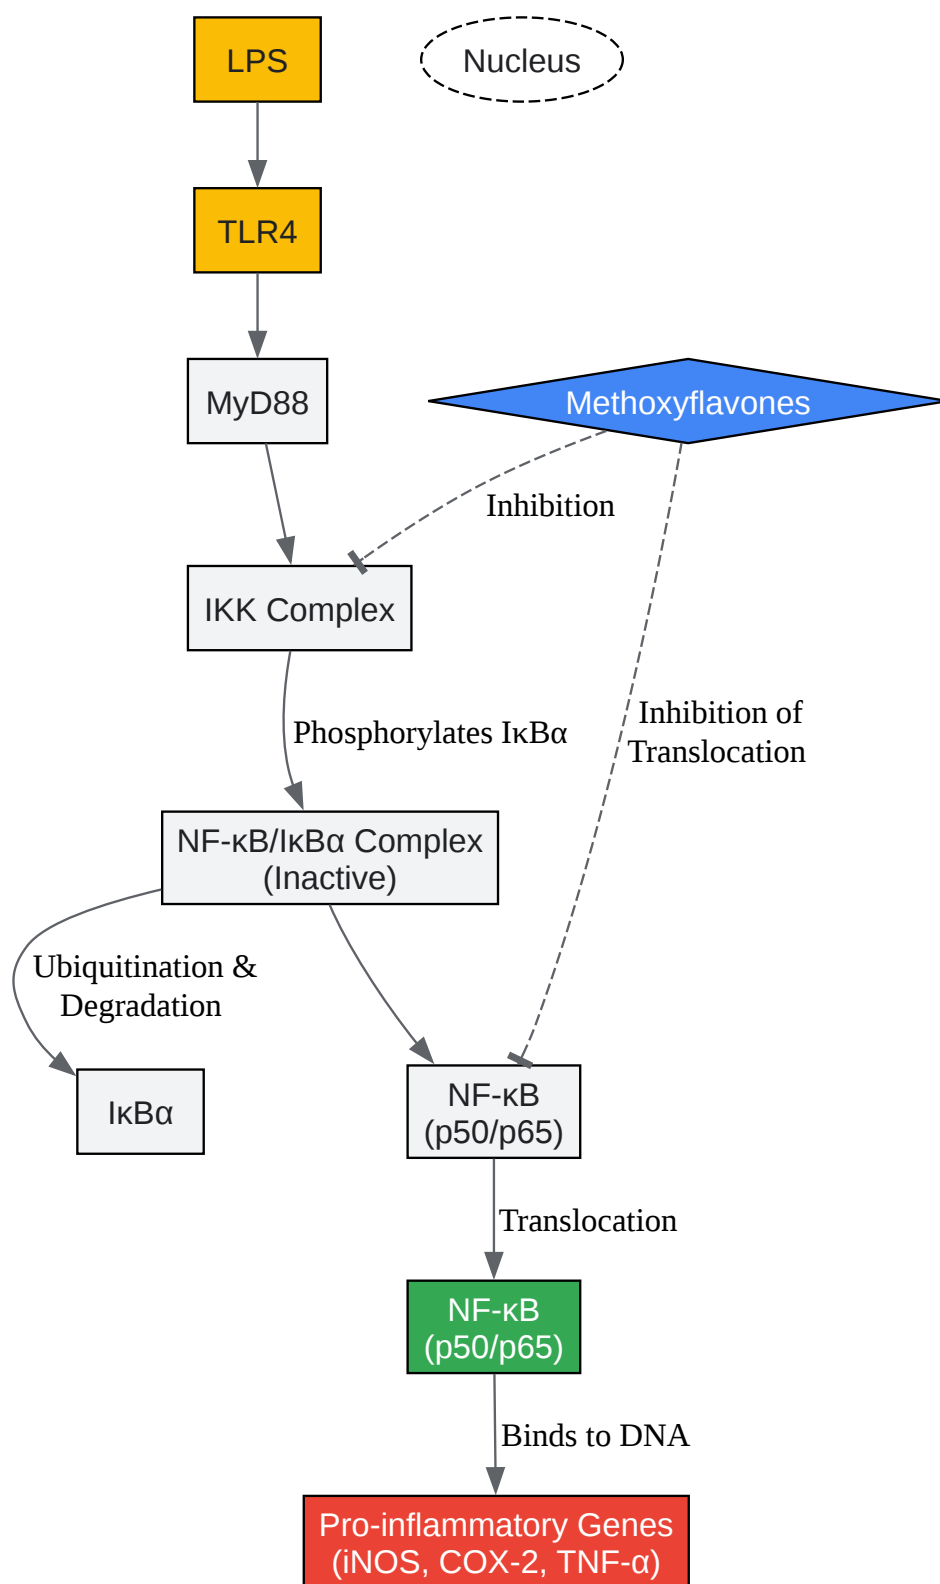 LPS
Nucleus
TLR4
MyD88
Methoxyflavones
Inhibition
IKK Complex
Phosphorylates IκBα
Inhibition of
Translocation
NF-κB/IκBα Complex
(Inactive)
Ubiquitination &
Degradation
IκBα
NF-κB
(p50/p65)
Translocation
NF-κB
(p50/p65)
Binds to DNA
Pro-inflammatory Genes
(iNOS, COX-2, TNF-α)